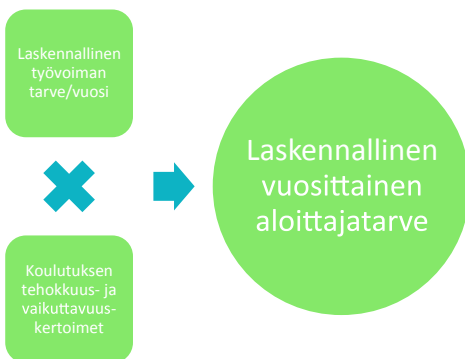 Laskennallinen
työvoiman
tarve/vuosi
Koulutuksen
tehokkuus- ja
vaikuttavuus-
kertoimet
Laskennallinen
vuosittainen
aloittajatarve